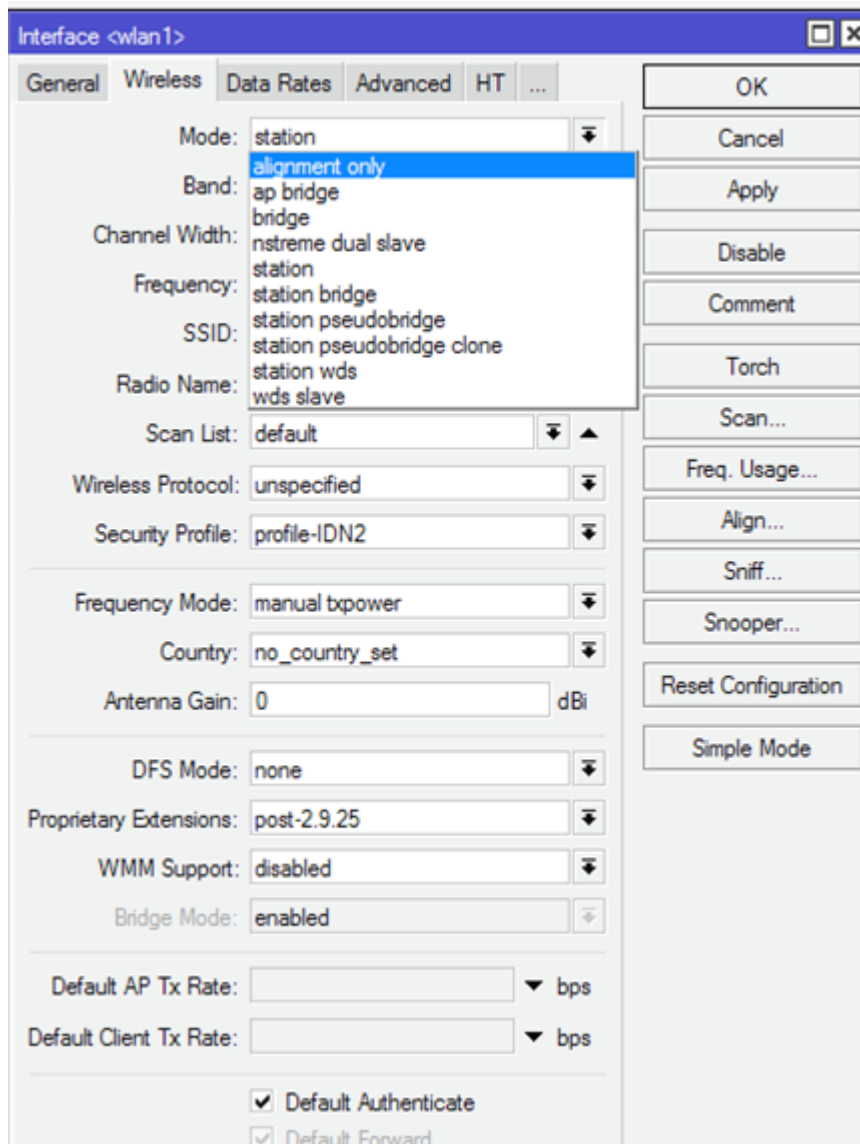 Interface <wlan1>
General Wireless Data Rates Advanced HT ...
OK
Cancel
Apply
Disable
Comment
Torch
Scan...
Freq. Usage...
Align...
Sniff...
Snooper...
Reset Configuration
Simple Mode
Mode: station
alignment only
ap bridge
bridge
nstreme dual slave
station
station bridge
station pseudobridge
station pseudobridge clone
station wds
wds slave
Band:
Channel Width:
Frequency:
SSID:
Radio Name:
Scan List: default
Wireless Protocol: unspecified
Security Profile: profile-IDN2
Frequency Mode: manual txpower
Country: no_country_set
Antenna Gain: 0 dBi
DFS Mode: none
Proprietary Extensions: post-2.9.25
WMM Support: disabled
Bridge Mode: enabled
Default AP Tx Rate: bps
Default Client Tx Rate: bps
Default Authenticate
Default Forward